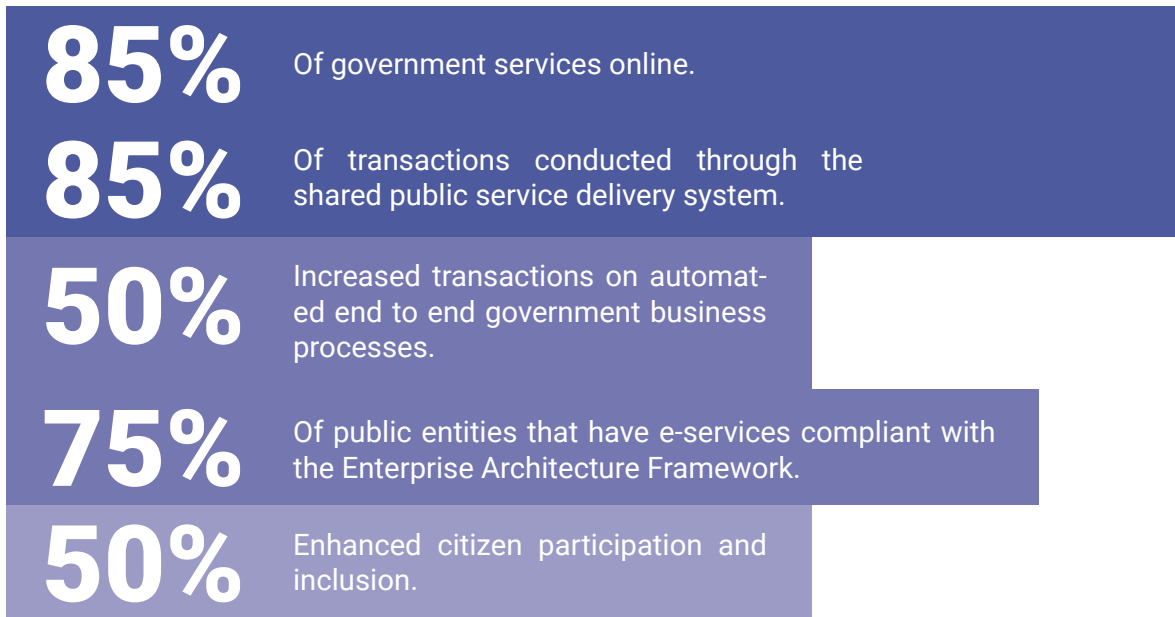 85%
Of government services online.
85%
Of transactions conducted through the
shared public service delivery system.
50%
Increased transactions on automat-
ed end to end government business
processes.
75%
Of public entities that have e-services compliant with
the Enterprise Architecture Framework.
50%
Enhanced citizen participation and
inclusion.